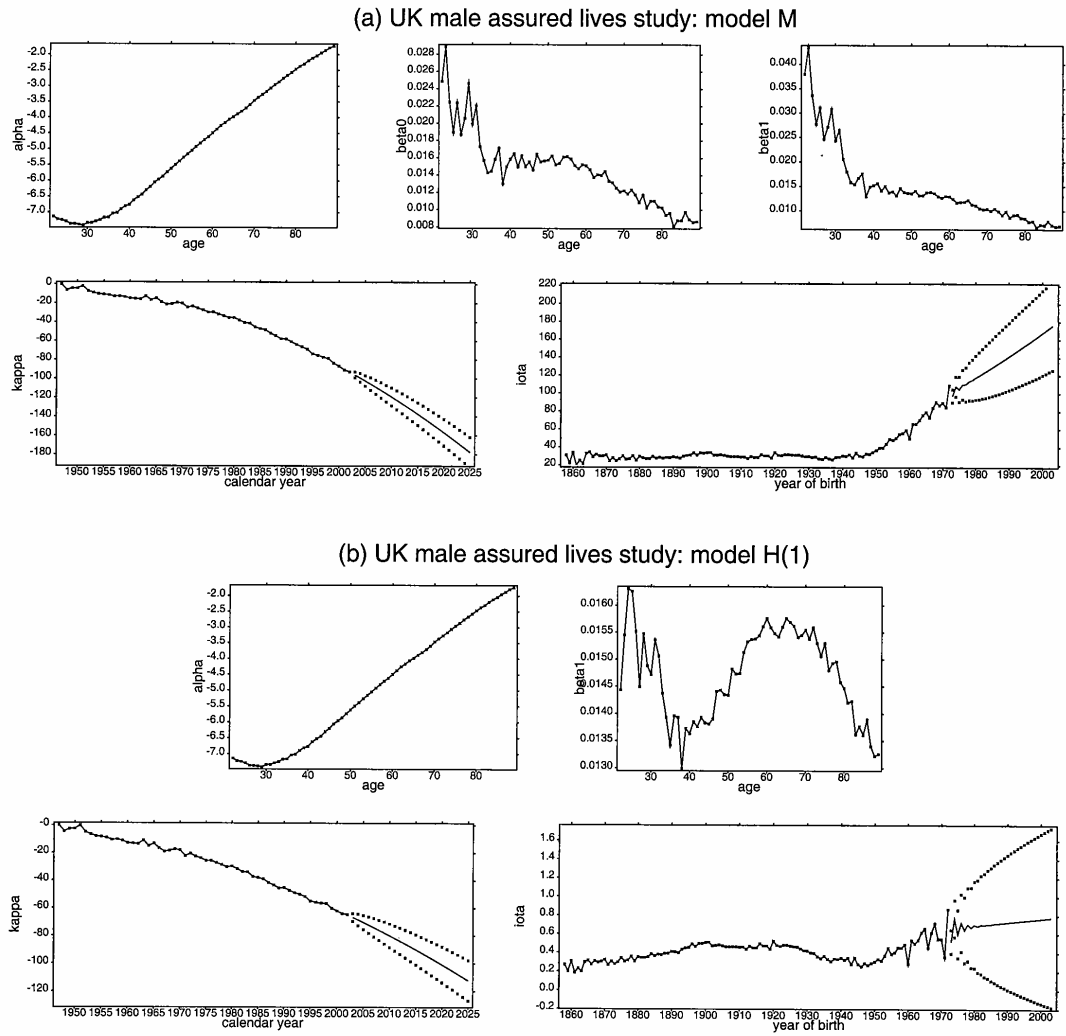 (a) UK male assured lives study: model M
-2.0
-2.5
-3.0
-3.5
-4.0
-4.5
-5.0
-5.5
-6.0
-6.5
-7.0
alpha
30 40 50 60 70 80
age
0.028
0.026
0.024
0.022
0.020
0.018
0.016
0.014
0.012
0.010
0.008
beta0
30 40 50 60 70 80
age
0.040
0.035
0.030
0.025
0.020
0.015
0.010
beta1
30 40 50 60 70 80
age
0
-20
-40
-60
-80
-100
-120
-140
-160
-180
kappa
1950 1955 1960 1965 1970 1975 1980 1985 1990 1995 2000 2005 2010 2015 2020 2025
calendar year
220
200
180
160
140
120
100
80
60
40
20
iota
1860 1870 1880 1890 1900 1910 1920 1930 1940 1950 1960 1970 1980 1990 2000
year of birth
(b) UK male assured lives study: model H(1)
-2.0
-2.5
-3.0
-3.5
-4.0
-4.5
-5.0
-5.5
-6.0
-6.5
-7.0
alpha
30 40 50 60 70 80
age
0.0160
0.0155
0.0150
0.0145
0.0140
0.0135
0.0130
beta1
30 40 50 60 70 80
age
-0
-20
-40
-60
-80
-100
-120
kappa
1950 1955 1960 1965 1970 1975 1980 1985 1990 1995 2000 2005 2010 2015 2020 2025
calendar year
1.6
1.4
1.2
1.0
0.8
0.6
0.4
0.2
0.0
-0.2
iota
1860 1870 1880 1890 1900 1910 1920 1930 1940 1950 1960 1970 1980 1990 2000
year of birth